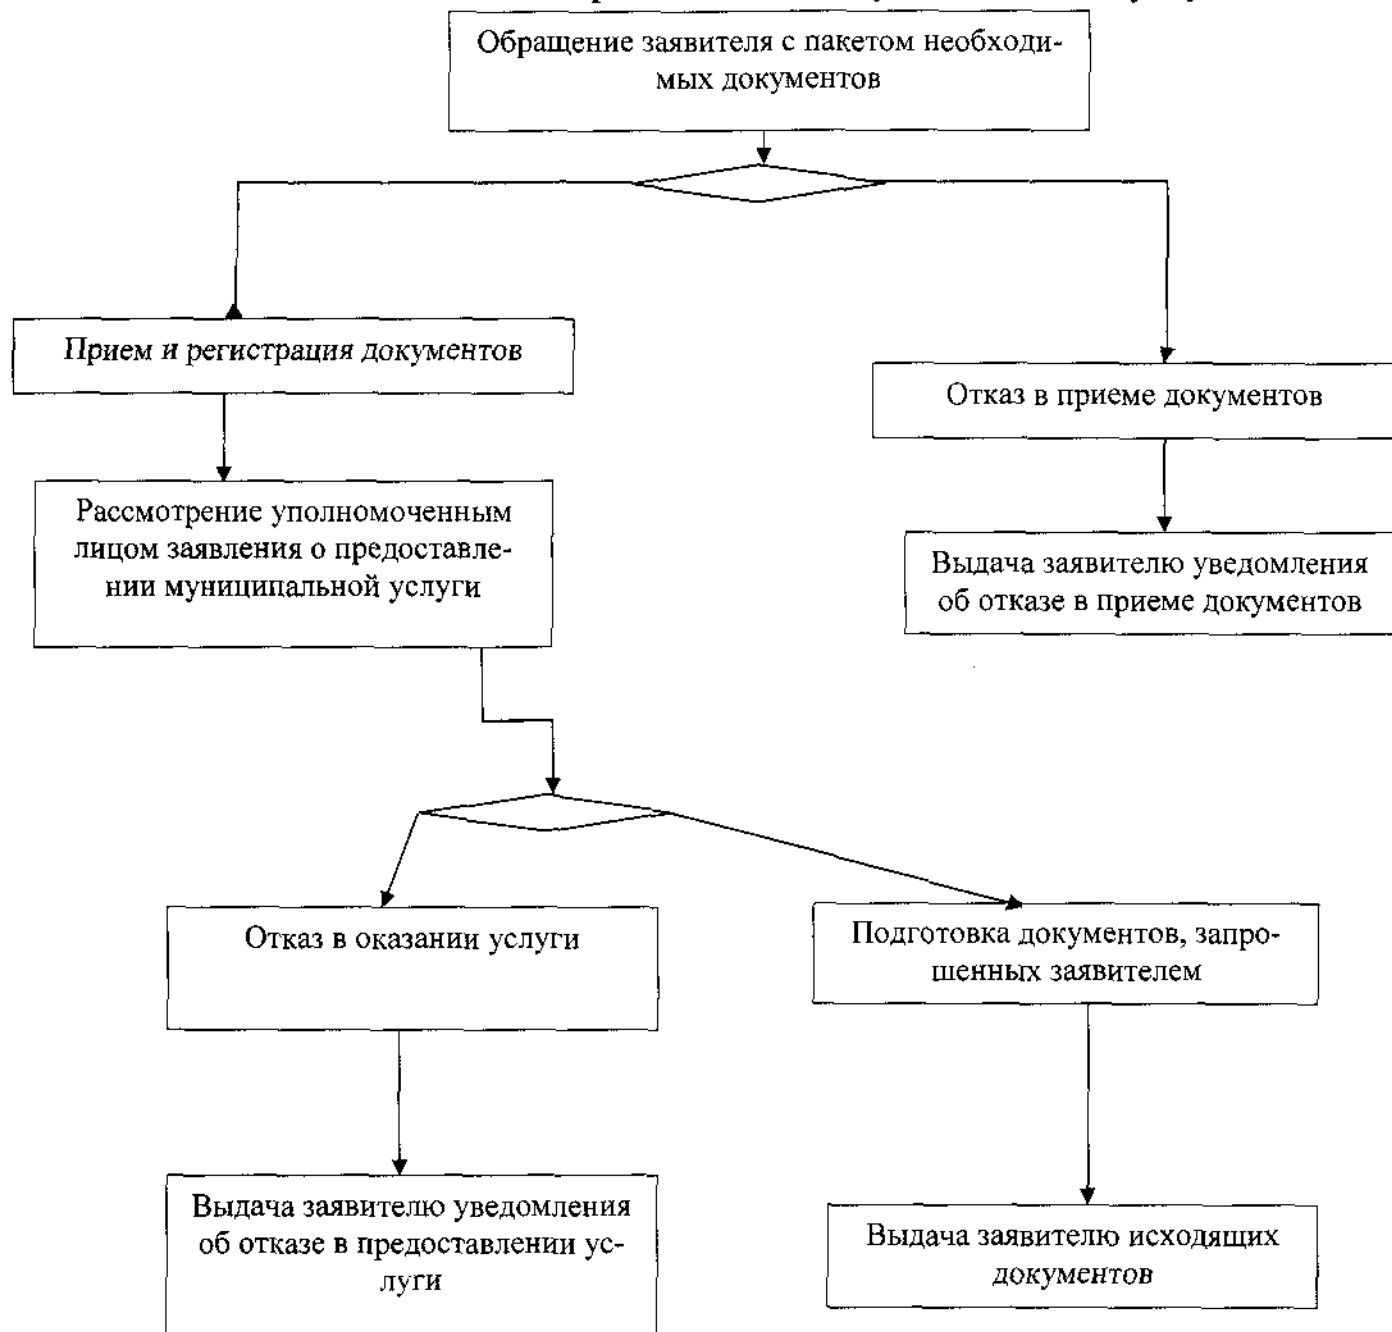 Обращение заявителя с пакетом необходи-
мых документов
Прием и регистрация документов
Отказ в приеме документов
Рассмотрение уполномоченным
лицом заявления о предоставле-
нии муниципальной услуги
Выдача заявителю уведомления
об отказе в приеме документов
Отказ в оказании услуги
Подготовка документов, запро-
шенных заявителем
Выдача заявителю уведомления
об отказе в предоставлении ус-
луги
Выдача заявителю исходящих
документов